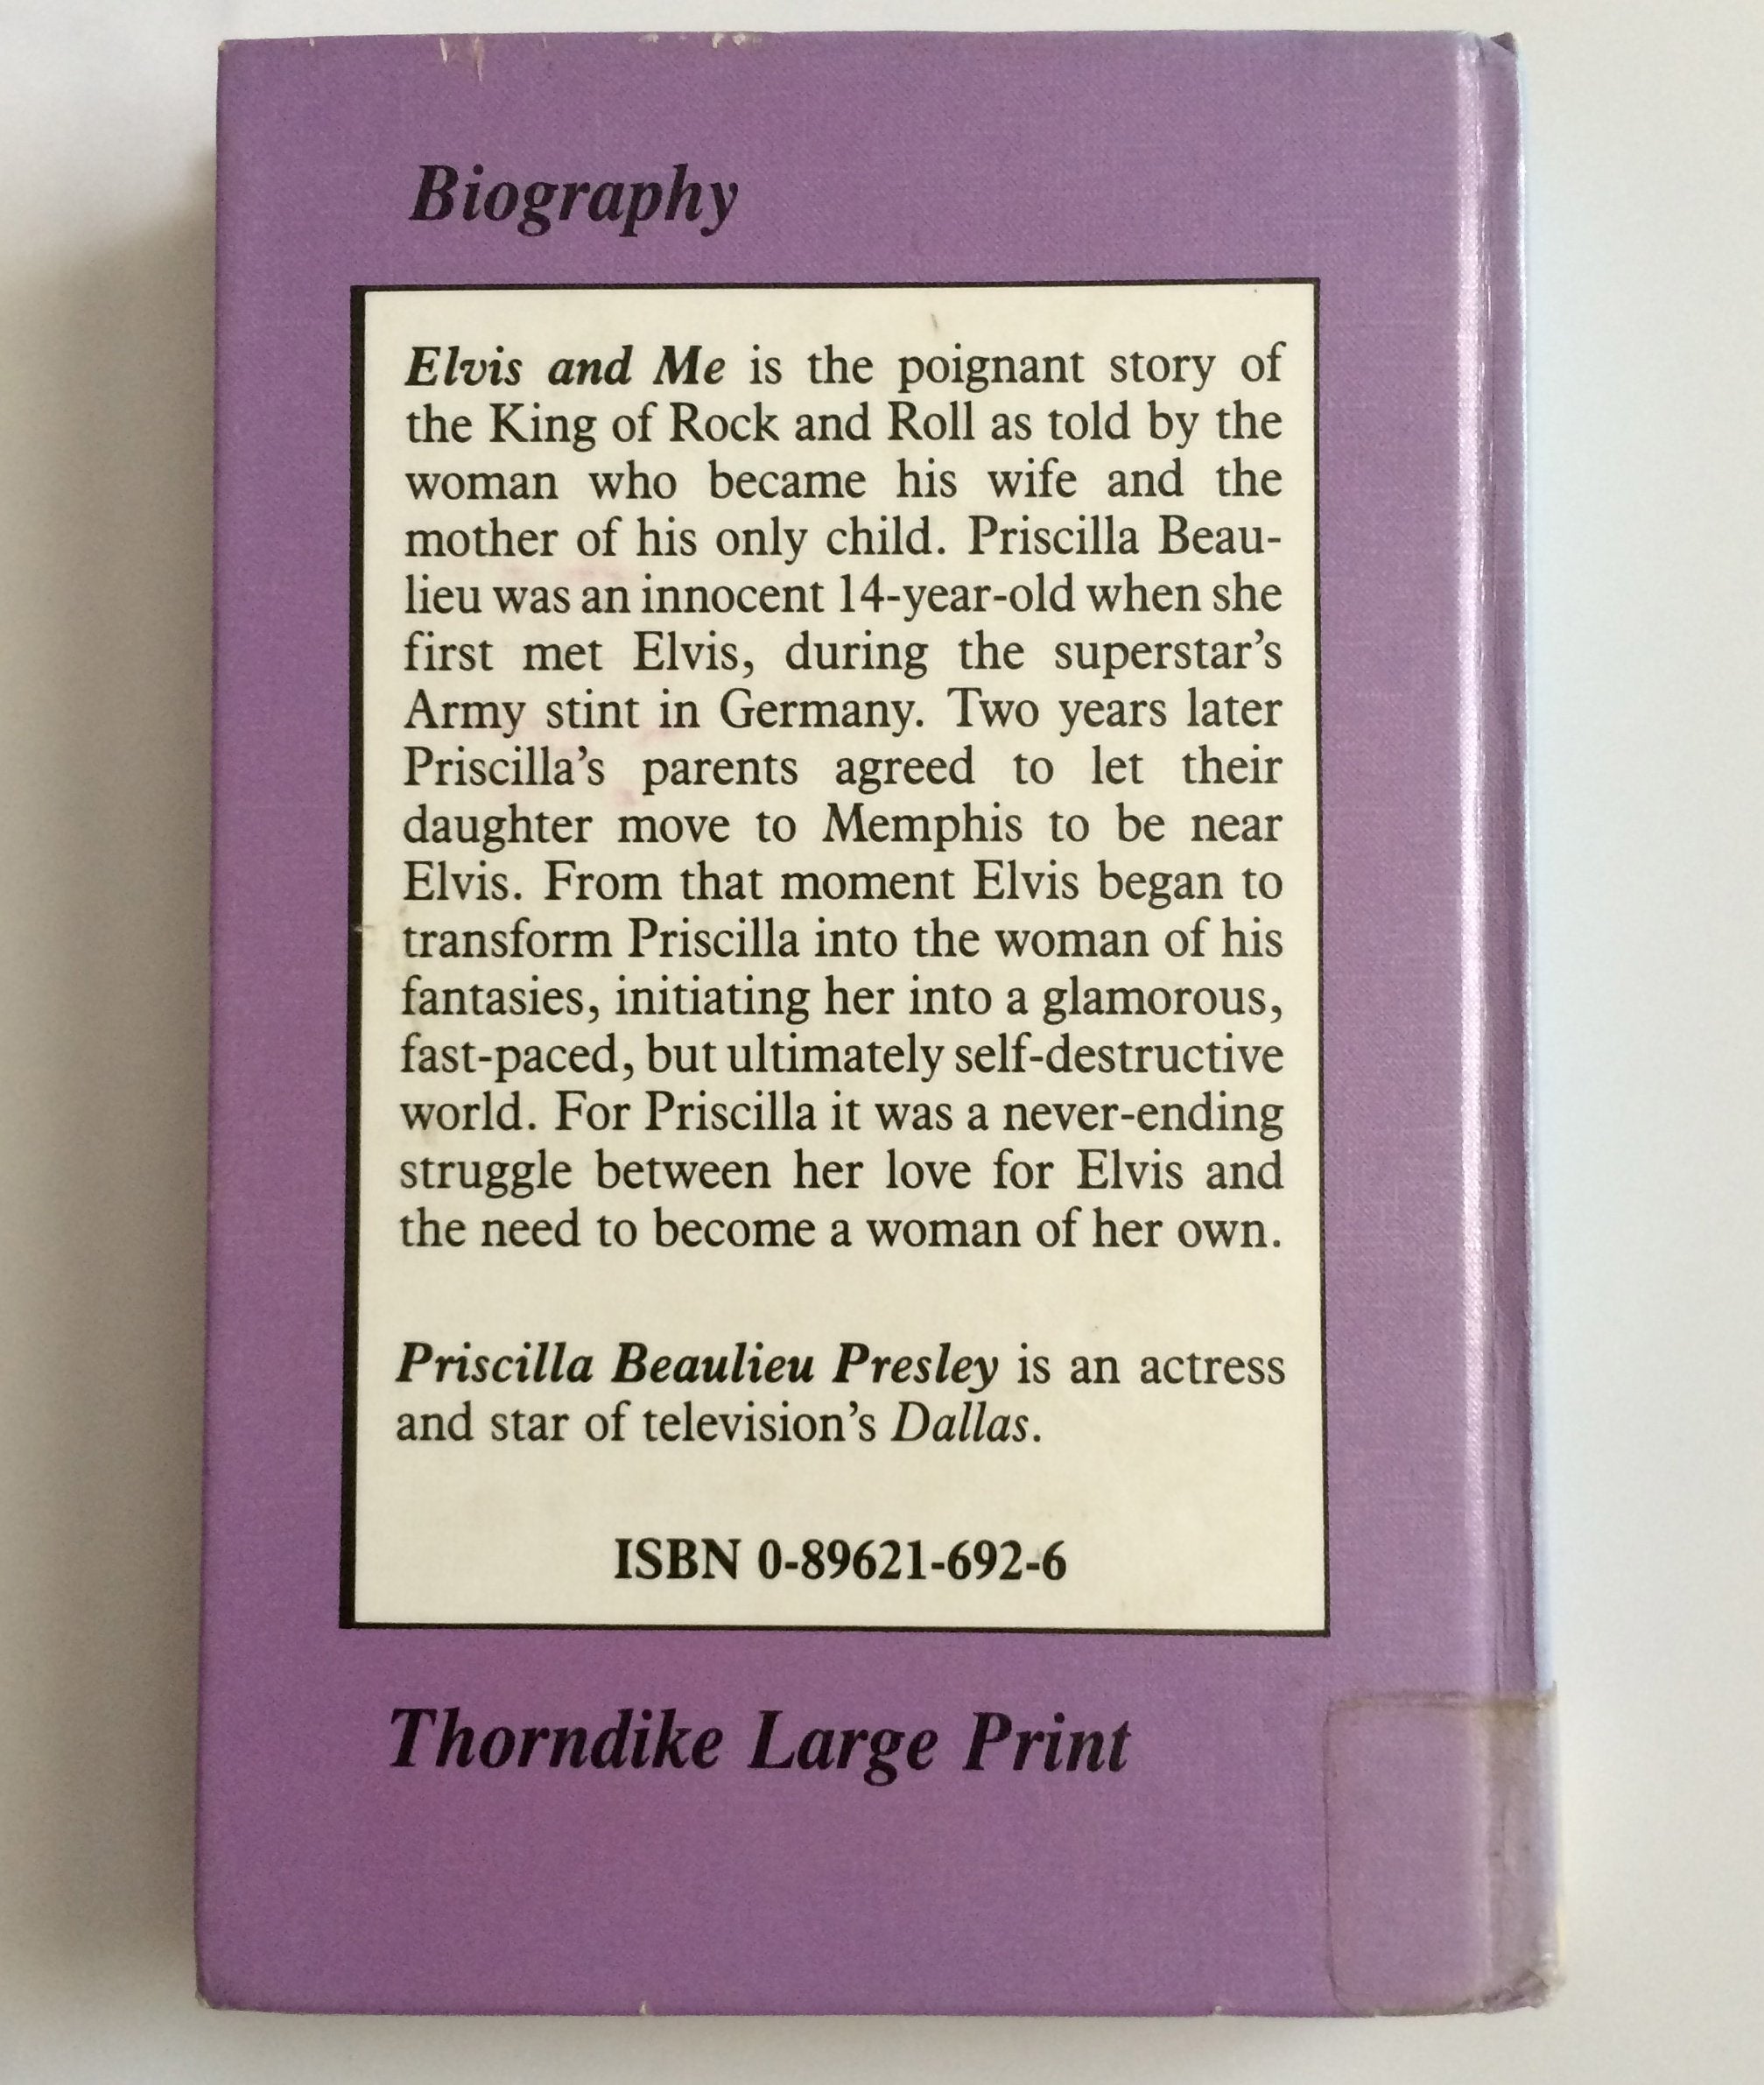 Biography
Elvis and Me is the poignant story of
the King of Rock and Roll as told by the
woman who became his wife and the
mother of his only child. Priscilla Beau-
lieu was an innocent 14-year-old when she
first met Elvis, during the superstar's
Army stint in Germany. Two years later
Priscilla's parents agreed to let their
daughter move to Memphis to be near
Elvis. From that moment Elvis began to
transform Priscilla into the woman of his
fantasies, initiating her into a glamorous,
fast-paced, but ultimately self-destructive
world. For Priscilla it was a never-ending
struggle between her love for Elvis and
the need to become a woman of her own.
Priscilla Beaulieu Presley is an actress
and star of television's Dallas.
ISBN 0-89621-692-6
Thorndike Large Print